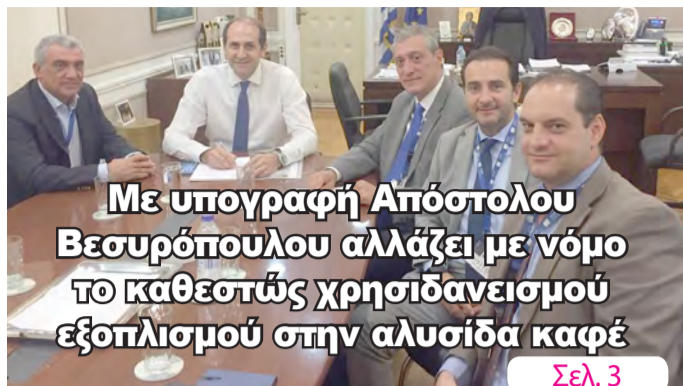 Με υπογραφή Απόστολου
Βεσυρόπουλου αλλάζει με νόμο
το καθεστώς χρησιδανεισμού
εξοπλισμού στην αλυσίδα καφέ
Σελ. 3